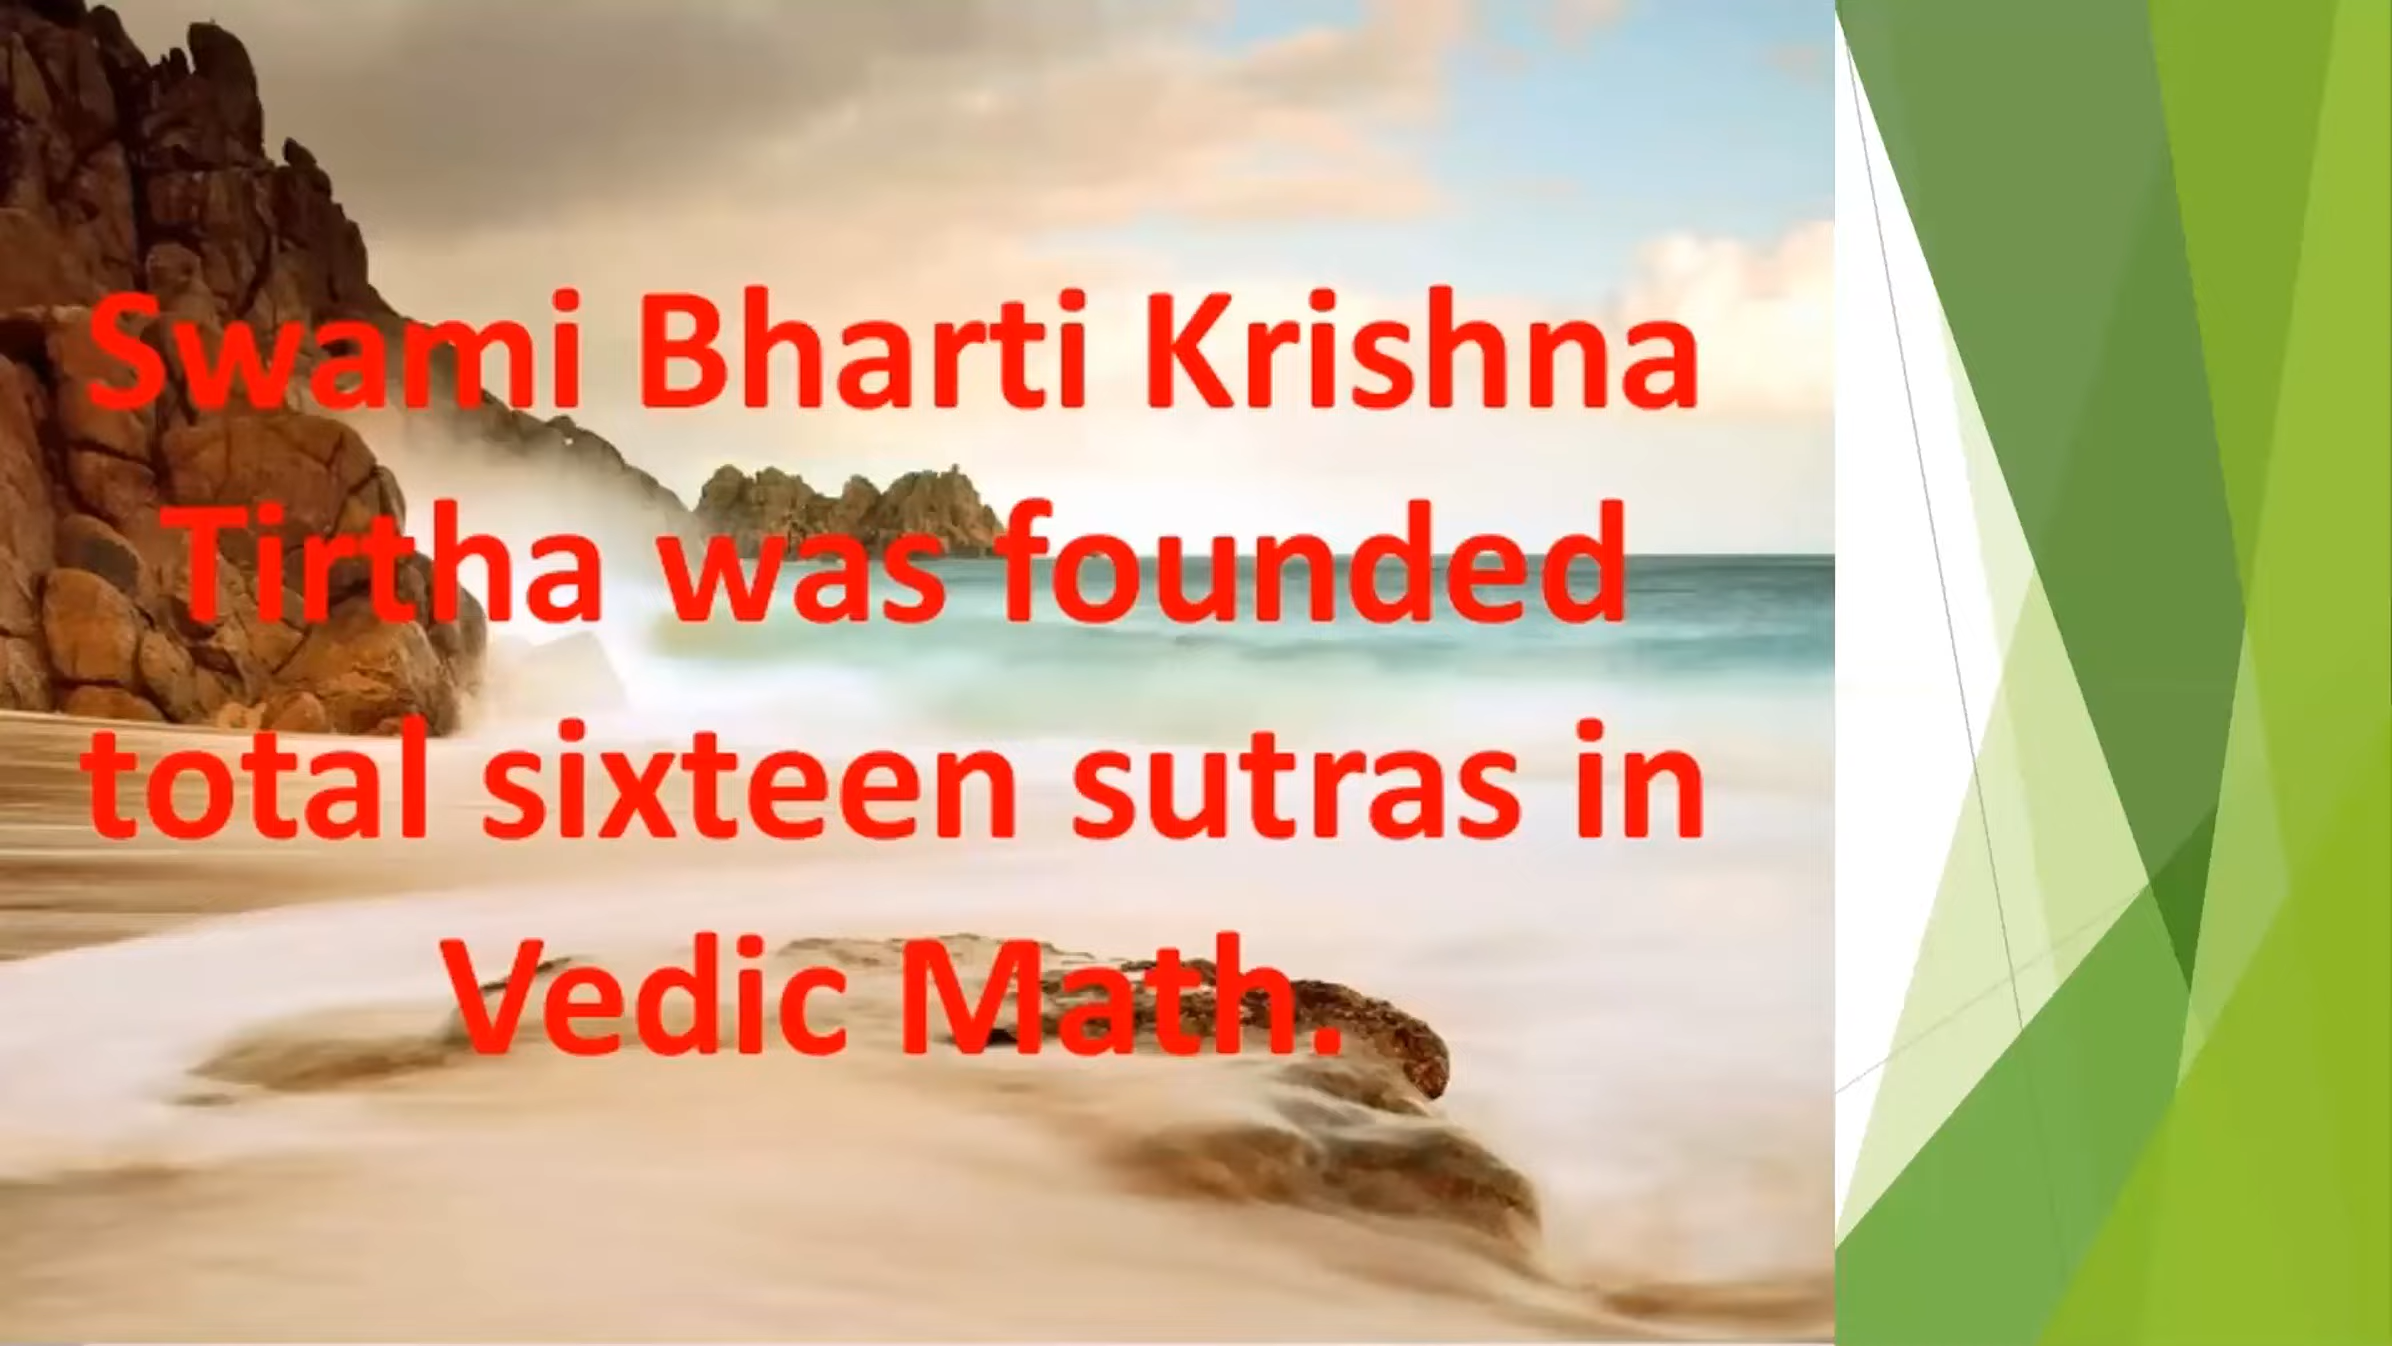 Swami Bharti Krishna
Tirtha was founded
total sixteen sutras in
Vedic Math.